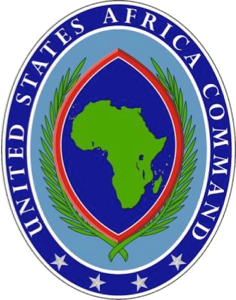 UNITED STATES AFRICA COMMAND